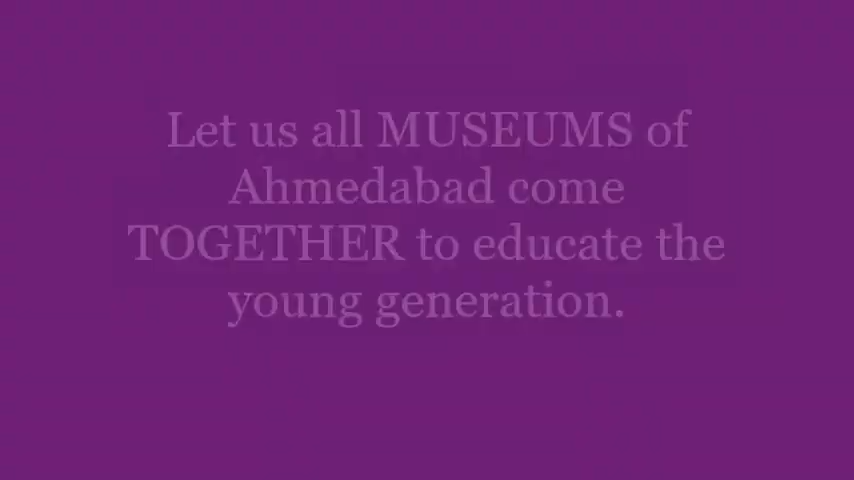 Let us all MUSEUMS of
Ahmedabad come
TOGETHER to educate the
young generation.